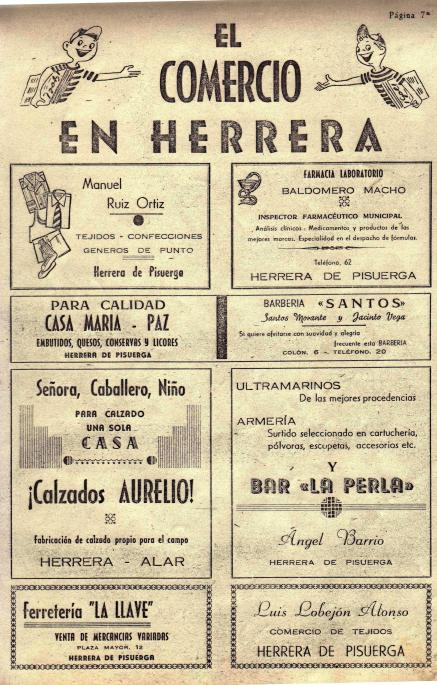 Página 7ª
EL
COMERCIO
EN HERRERA
Manuel
Ruiz Ortiz
TEJIDOS - CONFECCIONES
GENEROS DE PUNTO
Herrera de Pisuerga
FARMACIA LABORATORIO
BALDOMERO MACHO
INSPECTOR FARMACÉUTICO MUNICIPAL
Análisis clínicos - Medicamentos y productos de las
mejores marcas. Especialidad en el despacho de fórmulas.
Teléfono, 62
HERRERA DE PISUERGA
PARA CALIDAD
CASA MARIA - PAZ
EMBUTIDOS, QUESOS, CONSERVAS Y LICORES
HERRERA DE PISUERGA
BARBERIA «SANTOS»
Santos Morante y Jacinto Vega
Si quiere afeitarse con suavidad y alegría
frecuente esta BARBERIA
COLÓN, 6 - TELÉFONO, 20
Señora, Caballero, Niño
PARA CALZADO
UNA SOLA
CASA
¡Calzados AURELIO!
Fabricación de calzado propio para el campo
HERRERA - ALAR
ULTRAMARINOS
De las mejores procedencias
ARMERÍA
Surtido seleccionado en cartuchería,
pólvoras, escopetas, accesorios etc.
Y
BAR «LA PERLA»
Ángel Barrio
HERRERA DE PISUERGA
Ferretería "LA LLAVE"
VENTA DE MERCANCIAS VARIADAS
PLAZA MAYOR, 12
HERRERA DE PISUERGA
Luis Lobejón Alonso
COMERCIO DE TEJIDOS
HERRERA DE PISUERGA